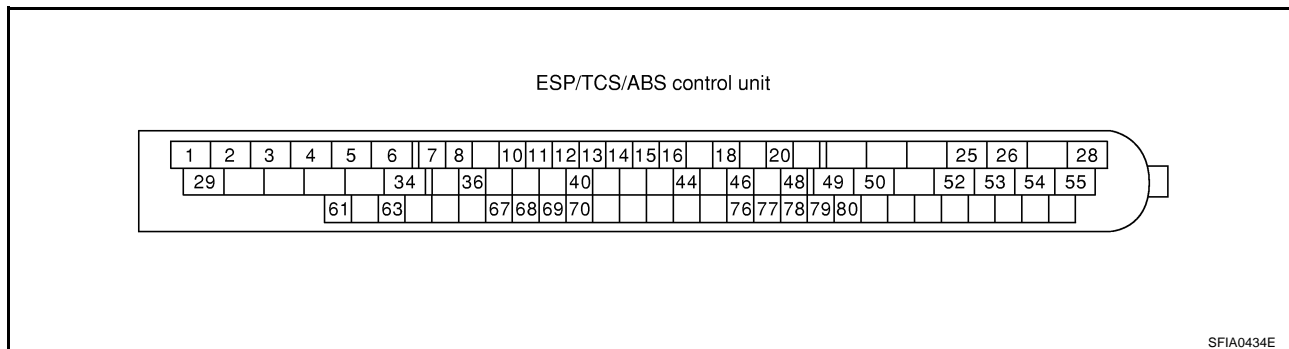 ESP/TCS/ABS control unit
1 2 3 4 5 6 7 8 10 11 12 13 14 15 16 18 20 25 26 28
29 34 36 40 44 46 48 49 50 52 53 54 55
61 63 67 68 69 70 76 77 78 79 80
SFIA0434E